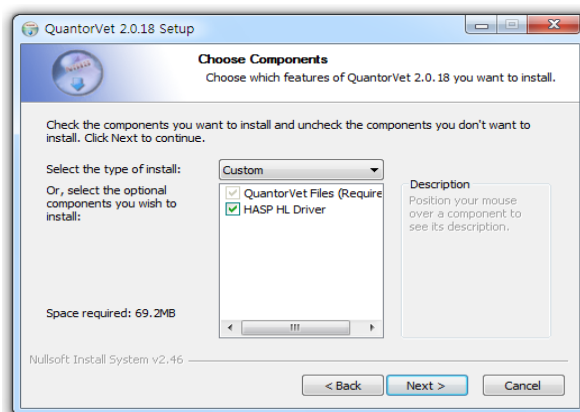 QuantorVet 2.0.18 Setup
Choose Components
Choose which features of QuantorVet 2.0.18 you want to install.
Check the components you want to install and uncheck the components you don't want to
install. Click Next to continue.
Select the type of install:
Custom
Or, select the optional
components you wish to
install:
QuantorVet Files (Require
HASP HL Driver
Description
Position your mouse
over a component to
see its description.
Space required: 69.2MB
Nullsoft Install System v2.46
< Back
Next >
Cancel